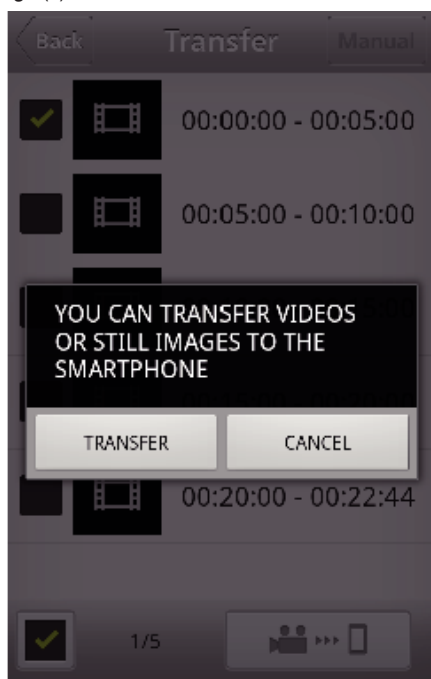 Back Transfer Manual
00:00:00 - 00:05:00
00:05:00 - 00:10:00
YOU CAN TRANSFER VIDEOS
OR STILL IMAGES TO THE
SMARTPHONE
TRANSFER CANCEL
00:20:00 - 00:22:44
1/5